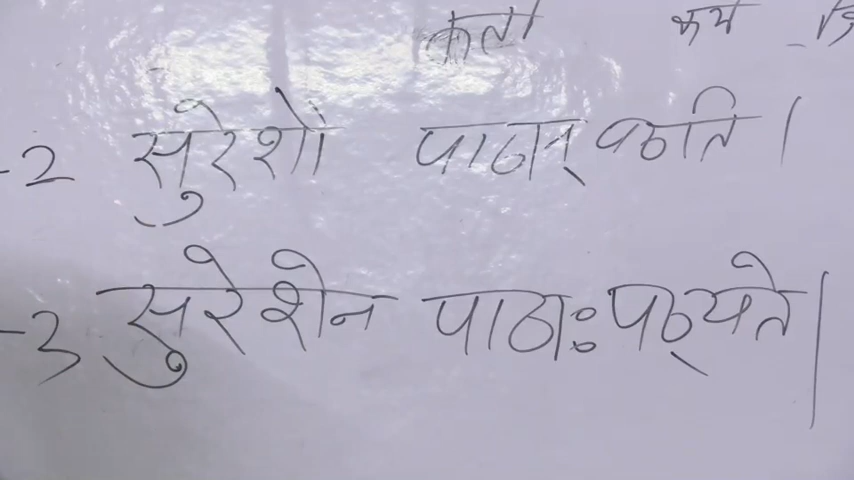 कर्ता कर्म
-2 सुरेशो पाठान् पठति।
-3 सुरेशेन पाठाः पठ्यते।